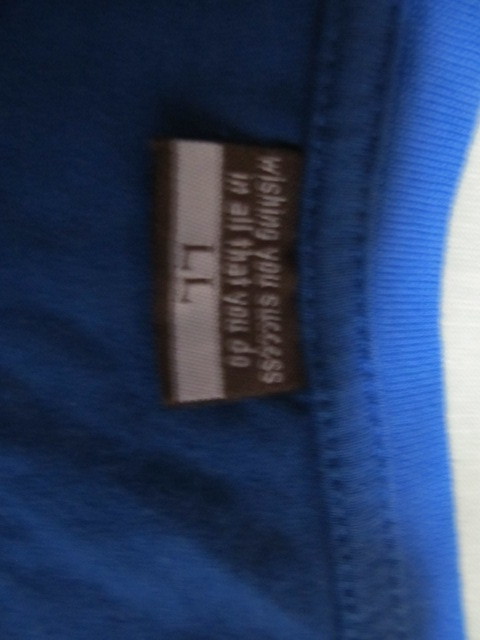 wishing you success
in all that you do
LL